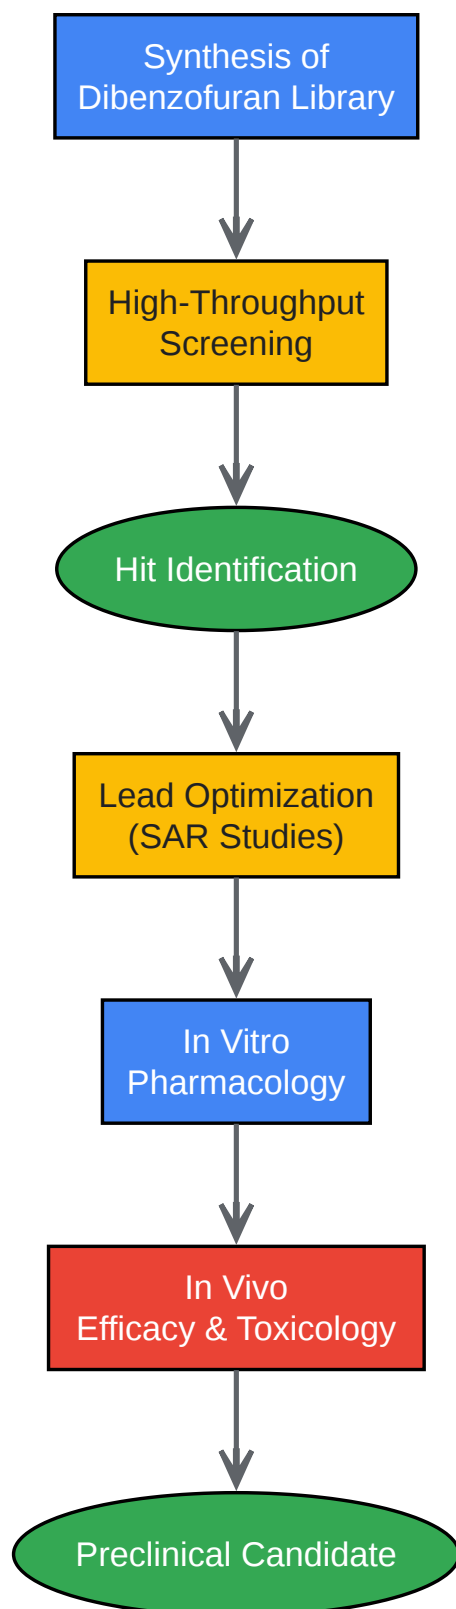 Synthesis of
Dibenzofuran Library
High-Throughput
Screening
Hit Identification
Lead Optimization
(SAR Studies)
In Vitro
Pharmacology
In Vivo
Efficacy & Toxicology
Preclinical Candidate